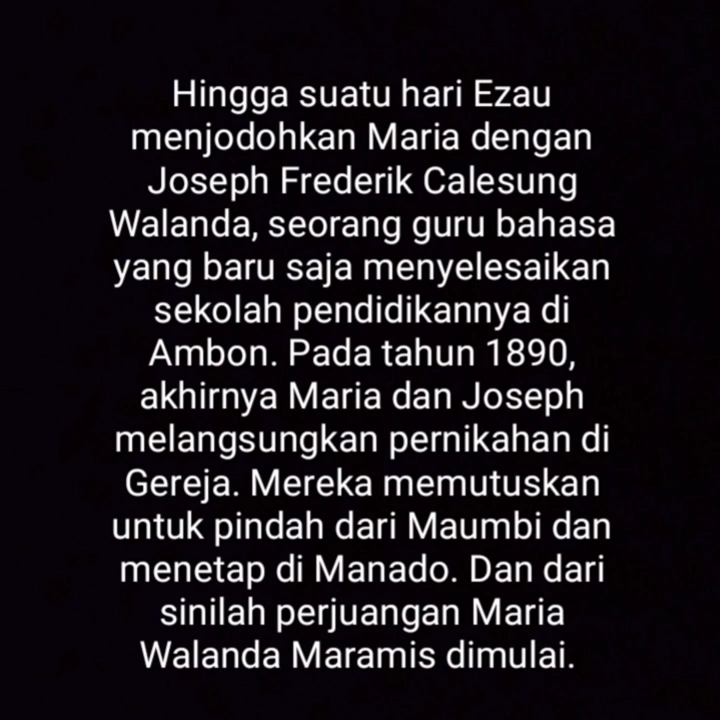 Hingga suatu hari Ezau
menjodohkan Maria dengan
Joseph Frederik Calesung
Walanda, seorang guru bahasa
yang baru saja menyelesaikan
sekolah pendidikannya di
Ambon. Pada tahun 1890,
akhirnya Maria dan Joseph
melangsungkan pernikahan di
Gereja. Mereka memutuskan
untuk pindah dari Maumbi dan
menetap di Manado. Dan dari
sinilah perjuangan Maria
Walanda Maramis dimulai.